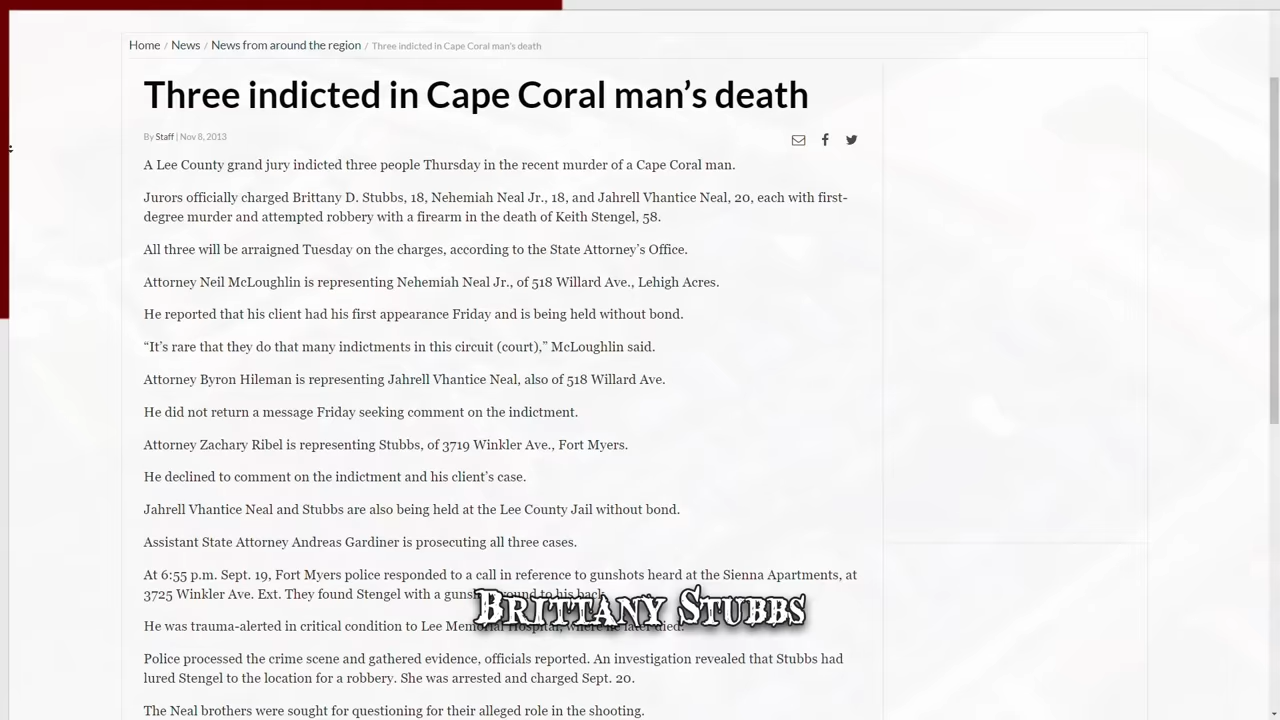 Home / News / News from around the region / Three indicted in Cape Coral man's death
Three indicted in Cape Coral man’s death
By Staff | Nov 8, 2013
A Lee County grand jury indicted three people Thursday in the recent murder of a Cape Coral man.
Jurors officially charged Brittany D. Stubbs, 18, Nehemiah Neal Jr., 18, and Jahrell Vhantice Neal, 20, each with first-
degree murder and attempted robbery with a firearm in the death of Keith Stengel, 58.
All three will be arraigned Tuesday on the charges, according to the State Attorney’s Office.
Attorney Neil McLoughlin is representing Nehemiah Neal Jr., of 518 Willard Ave., Lehigh Acres.
He reported that his client had his first appearance Friday and is being held without bond.
“It’s rare that they do that many indictments in this circuit (court),” McLoughlin said.
Attorney Byron Hileman is representing Jahrell Vhantice Neal, also of 518 Willard Ave.
He did not return a message Friday seeking comment on the indictment.
Attorney Zachary Ribel is representing Stubbs, of 3719 Winkler Ave., Fort Myers.
He declined to comment on the indictment and his client’s case.
Jahrell Vhantice Neal and Stubbs are also being held at the Lee County Jail without bond.
Assistant State Attorney Andreas Gardiner is prosecuting all three cases.
At 6:55 p.m. Sept. 19, Fort Myers police responded to a call in reference to gunshots heard at the Sienna Apartments, at
3725 Winkler Ave. Ext. They found Stengel with a gunshot wound to his back.
Brittany Stubbs
He was trauma-alerted in critical condition to Lee Memorial Hospital, where he later died.
Police processed the crime scene and gathered evidence, officials reported. An investigation revealed that Stubbs had
lured Stengel to the location for a robbery. She was arrested and charged Sept. 20.
The Neal brothers were sought for questioning for their alleged role in the shooting.